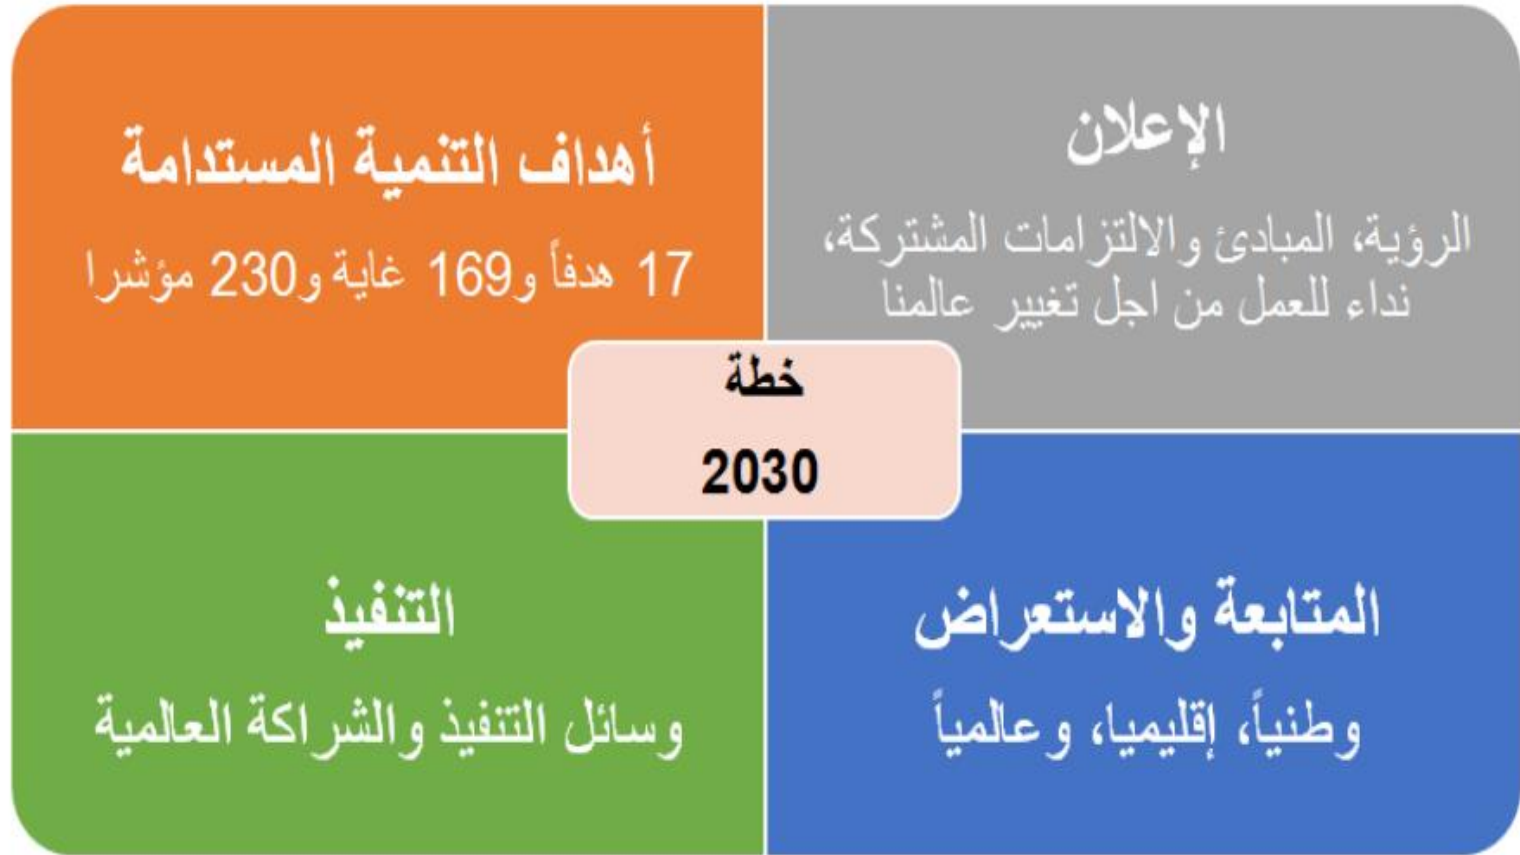 الإعلان
الرؤية، المبادئ والالتزامات المشتركة،
نداء للعمل من اجل تغيير عالمنا
أهداف التنمية المستدامة
17 هدفاً و169 غاية و230 مؤشرا
خطة
2030
المتابعة والاستعراض
وطنياً، إقليميا، وعالمياً
التنفيذ
وسائل التنفيذ والشراكة العالمية